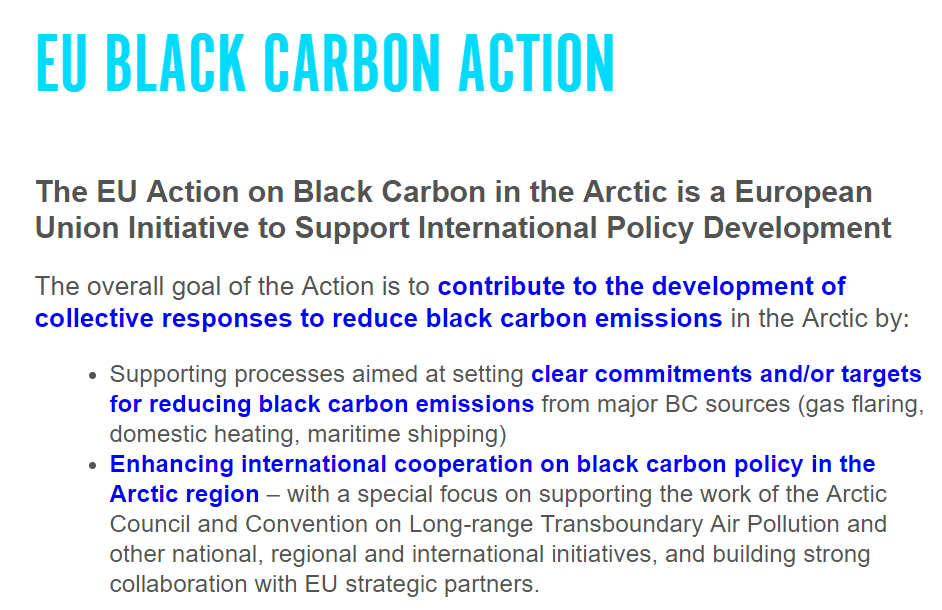 EU BLACK CARBON ACTION
The EU Action on Black Carbon in the Arctic is a European
Union Initiative to Support International Policy Development
The overall goal of the Action is to contribute to the development of
collective responses to reduce black carbon emissions in the Arctic by:
• Supporting processes aimed at setting clear commitments and/or targets
for reducing black carbon emissions from major BC sources (gas flaring,
domestic heating, maritime shipping)
• Enhancing international cooperation on black carbon policy in the
Arctic region – with a special focus on supporting the work of the Arctic
Council and Convention on Long-range Transboundary Air Pollution and
other national, regional and international initiatives, and building strong
collaboration with EU strategic partners.